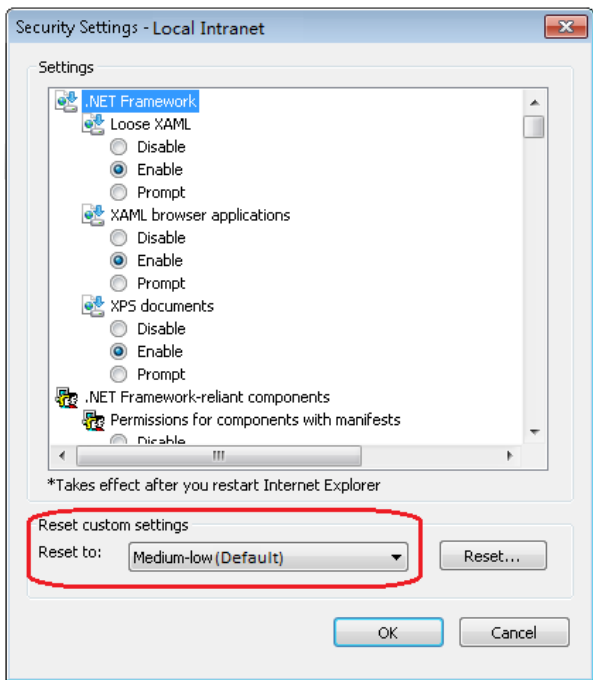 Security Settings - Local Intranet
Settings
.NET Framework
Loose XAML
Disable
Enable
Prompt
XAML browser applications
Disable
Enable
Prompt
XPS documents
Disable
Enable
Prompt
.NET Framework-reliant components
Permissions for components with manifests
Disable
*Takes effect after you restart Internet Explorer
Reset custom settings
Reset to: Medium-low (Default) Reset...
OK Cancel